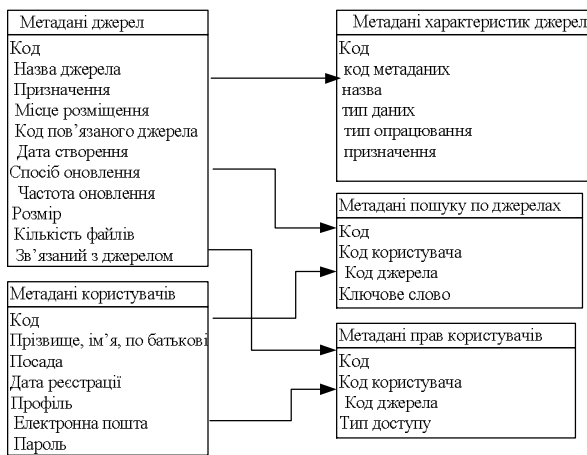 Метадані джерел
Код
Назва джерела
Призначення
Місце розміщення
Код пов’язаного джерела
Дата створення
Спосіб оновлення
Частота оновлення
Розмір
Кількість файлів
Зв’язаний з джерелом
Метадані користувачів
Код
Прізвище, ім’я, по батькові
Посада
Дата реєстрації
Профіль
Електронна пошта
Пароль
Метадані характеристик джерел
Код
код метаданих
назва
тип даних
тип опрацювання
призначення
Метадані пошуку по джерелах
Код
Код користувача
Код джерела
Ключове слово
Метадані прав користувачів
Код
Код користувача
Код джерела
Тип доступу